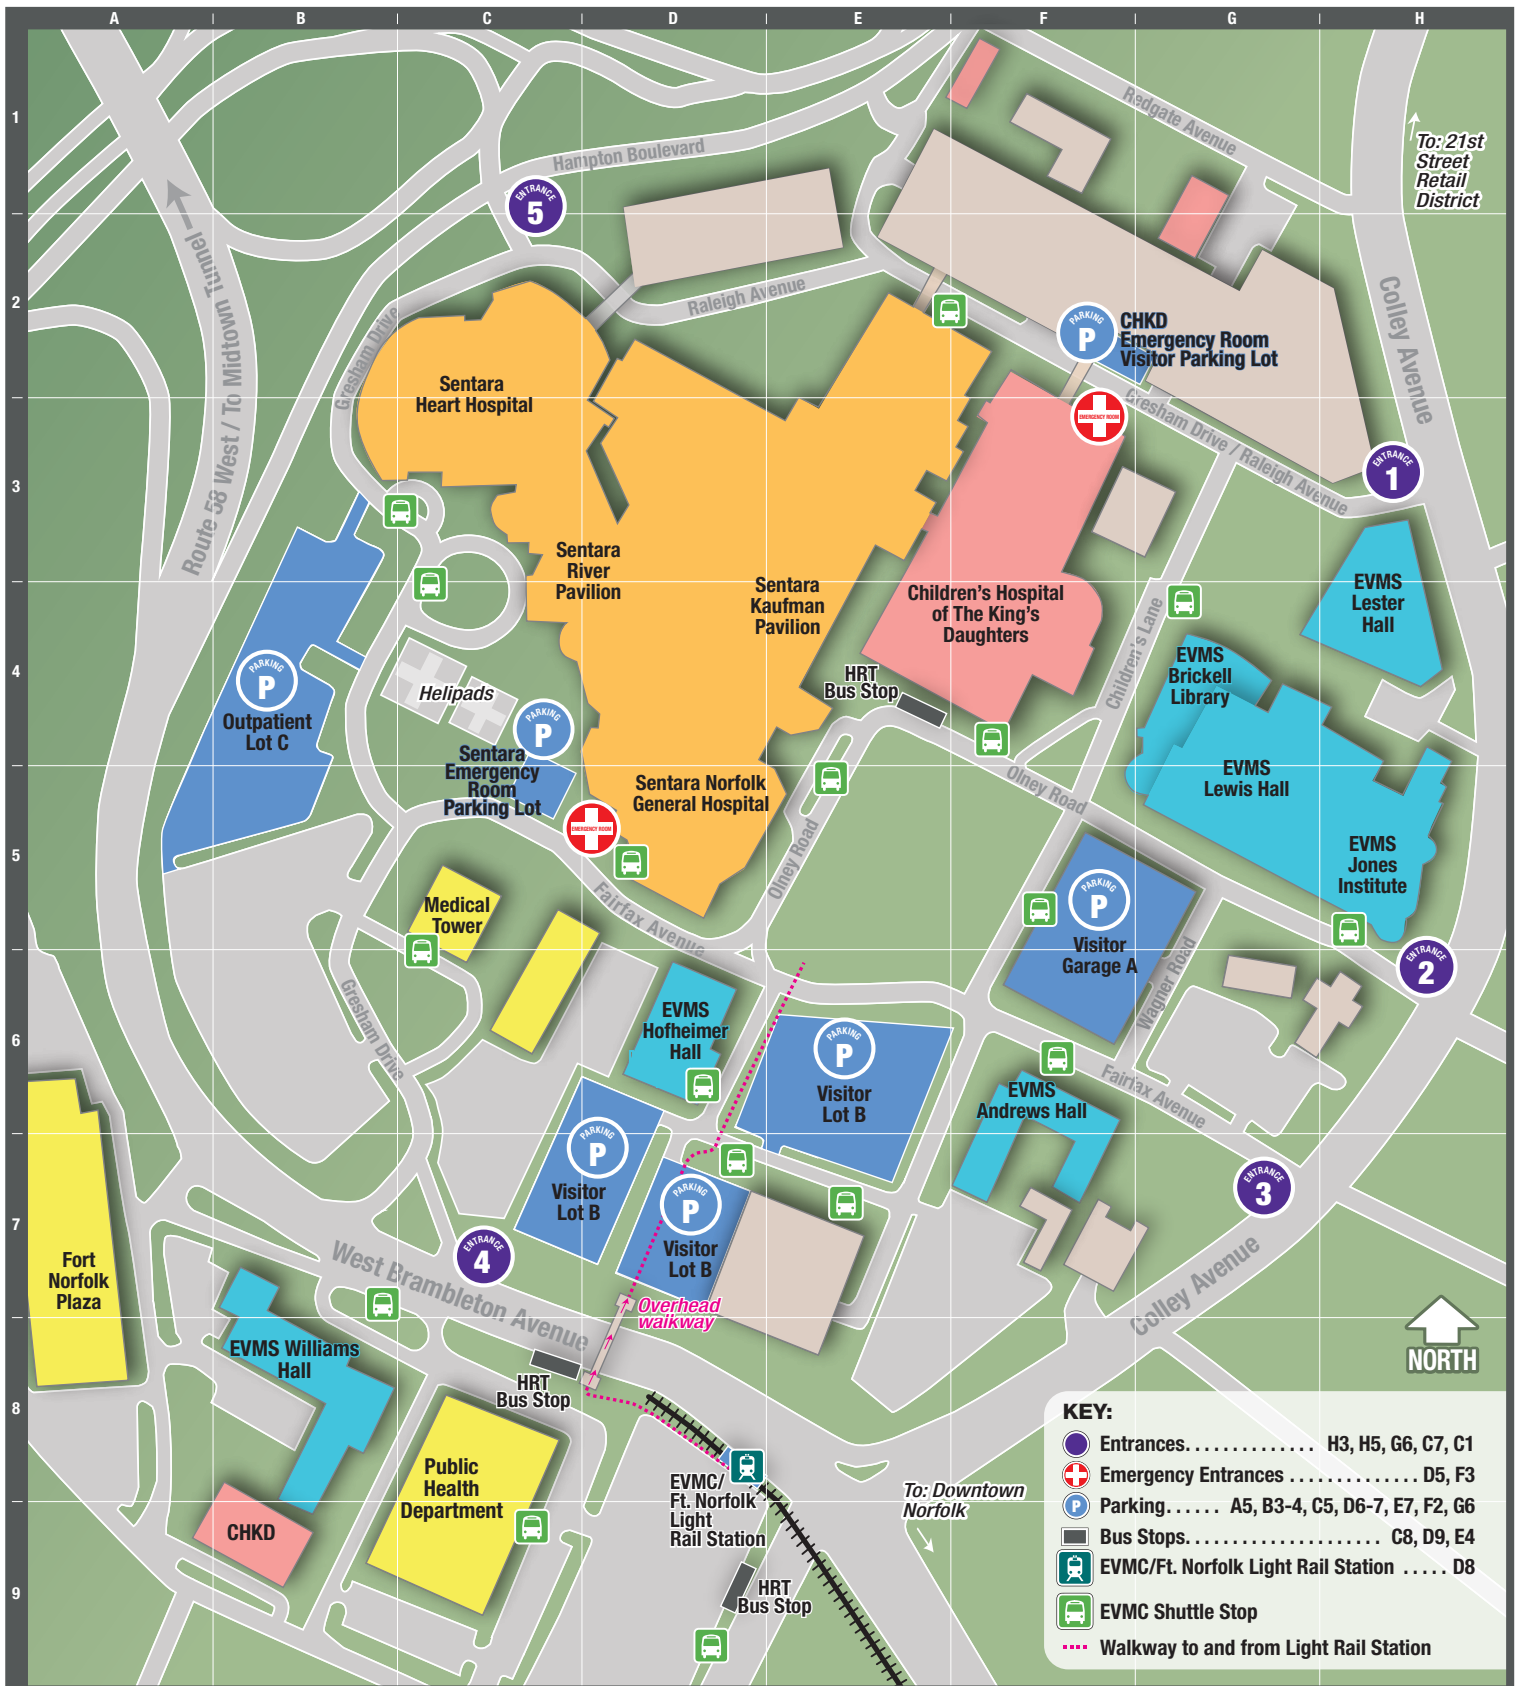 A B C D E F G H
1
2
3
4
5
6
7
8
9
Redgate Avenue
To: 21st
Street
Retail
District
Hampton Boulevard
ENTRANCE
5
Route 58 West / To Midtown Tunnel
Gresham Drive
Raleigh Avenue
Colley Avenue
PARKING
P
CHKD
Emergency Room
Visitor Parking Lot
Sentara
Heart Hospital
EMERGENCY ROOM
Gresham Drive / Raleigh Avenue
ENTRANCE
1
Sentara
River
Pavilion
Sentara
Kaufman
Pavilion
Children's Hospital
of The King's
Daughters
EVMS
Lester
Hall
Children's Lane
EVMS
Brickell
Library
HRT
Bus Stop
Helipads
PARKING
P
Outpatient
Lot C
PARKING
P
Sentara
Emergency
Room
Parking Lot
Sentara Norfolk
General Hospital
EMERGENCY ROOM
Olney Road
Olney Road
EVMS
Lewis Hall
EVMS
Jones
Institute
Medical
Tower
Fairfax Avenue
PARKING
P
Visitor
Garage A
Wagner Road
ENTRANCE
2
Gresham Drive
EVMS
Hofheimer
Hall
PARKING
P
Visitor
Lot B
EVMS
Andrews Hall
Fairfax Avenue
PARKING
P
Visitor
Lot B
PARKING
P
Visitor
Lot B
ENTRANCE
3
ENTRANCE
4
Fort
Norfolk
Plaza
West Brambleton Avenue
Overhead
walkway
Colley Avenue
EVMS Williams
Hall
HRT
Bus Stop
NORTH
Public
Health
Department
EVMC/
Ft. Norfolk
Light
Rail Station
To: Downtown
Norfolk
CHKD
HRT
Bus Stop
KEY:
Entrances. . . . . . . . . . . . . . H3, H5, G6, C7, C1
Emergency Entrances . . . . . . . . . . . . . . D5, F3
P Parking. . . . . . A5, B3-4, C5, D6-7, E7, F2, G6
Bus Stops. . . . . . . . . . . . . . . . . . . . C8, D9, E4
EVMC/Ft. Norfolk Light Rail Station . . . . . D8
EVMC Shuttle Stop
Walkway to and from Light Rail Station